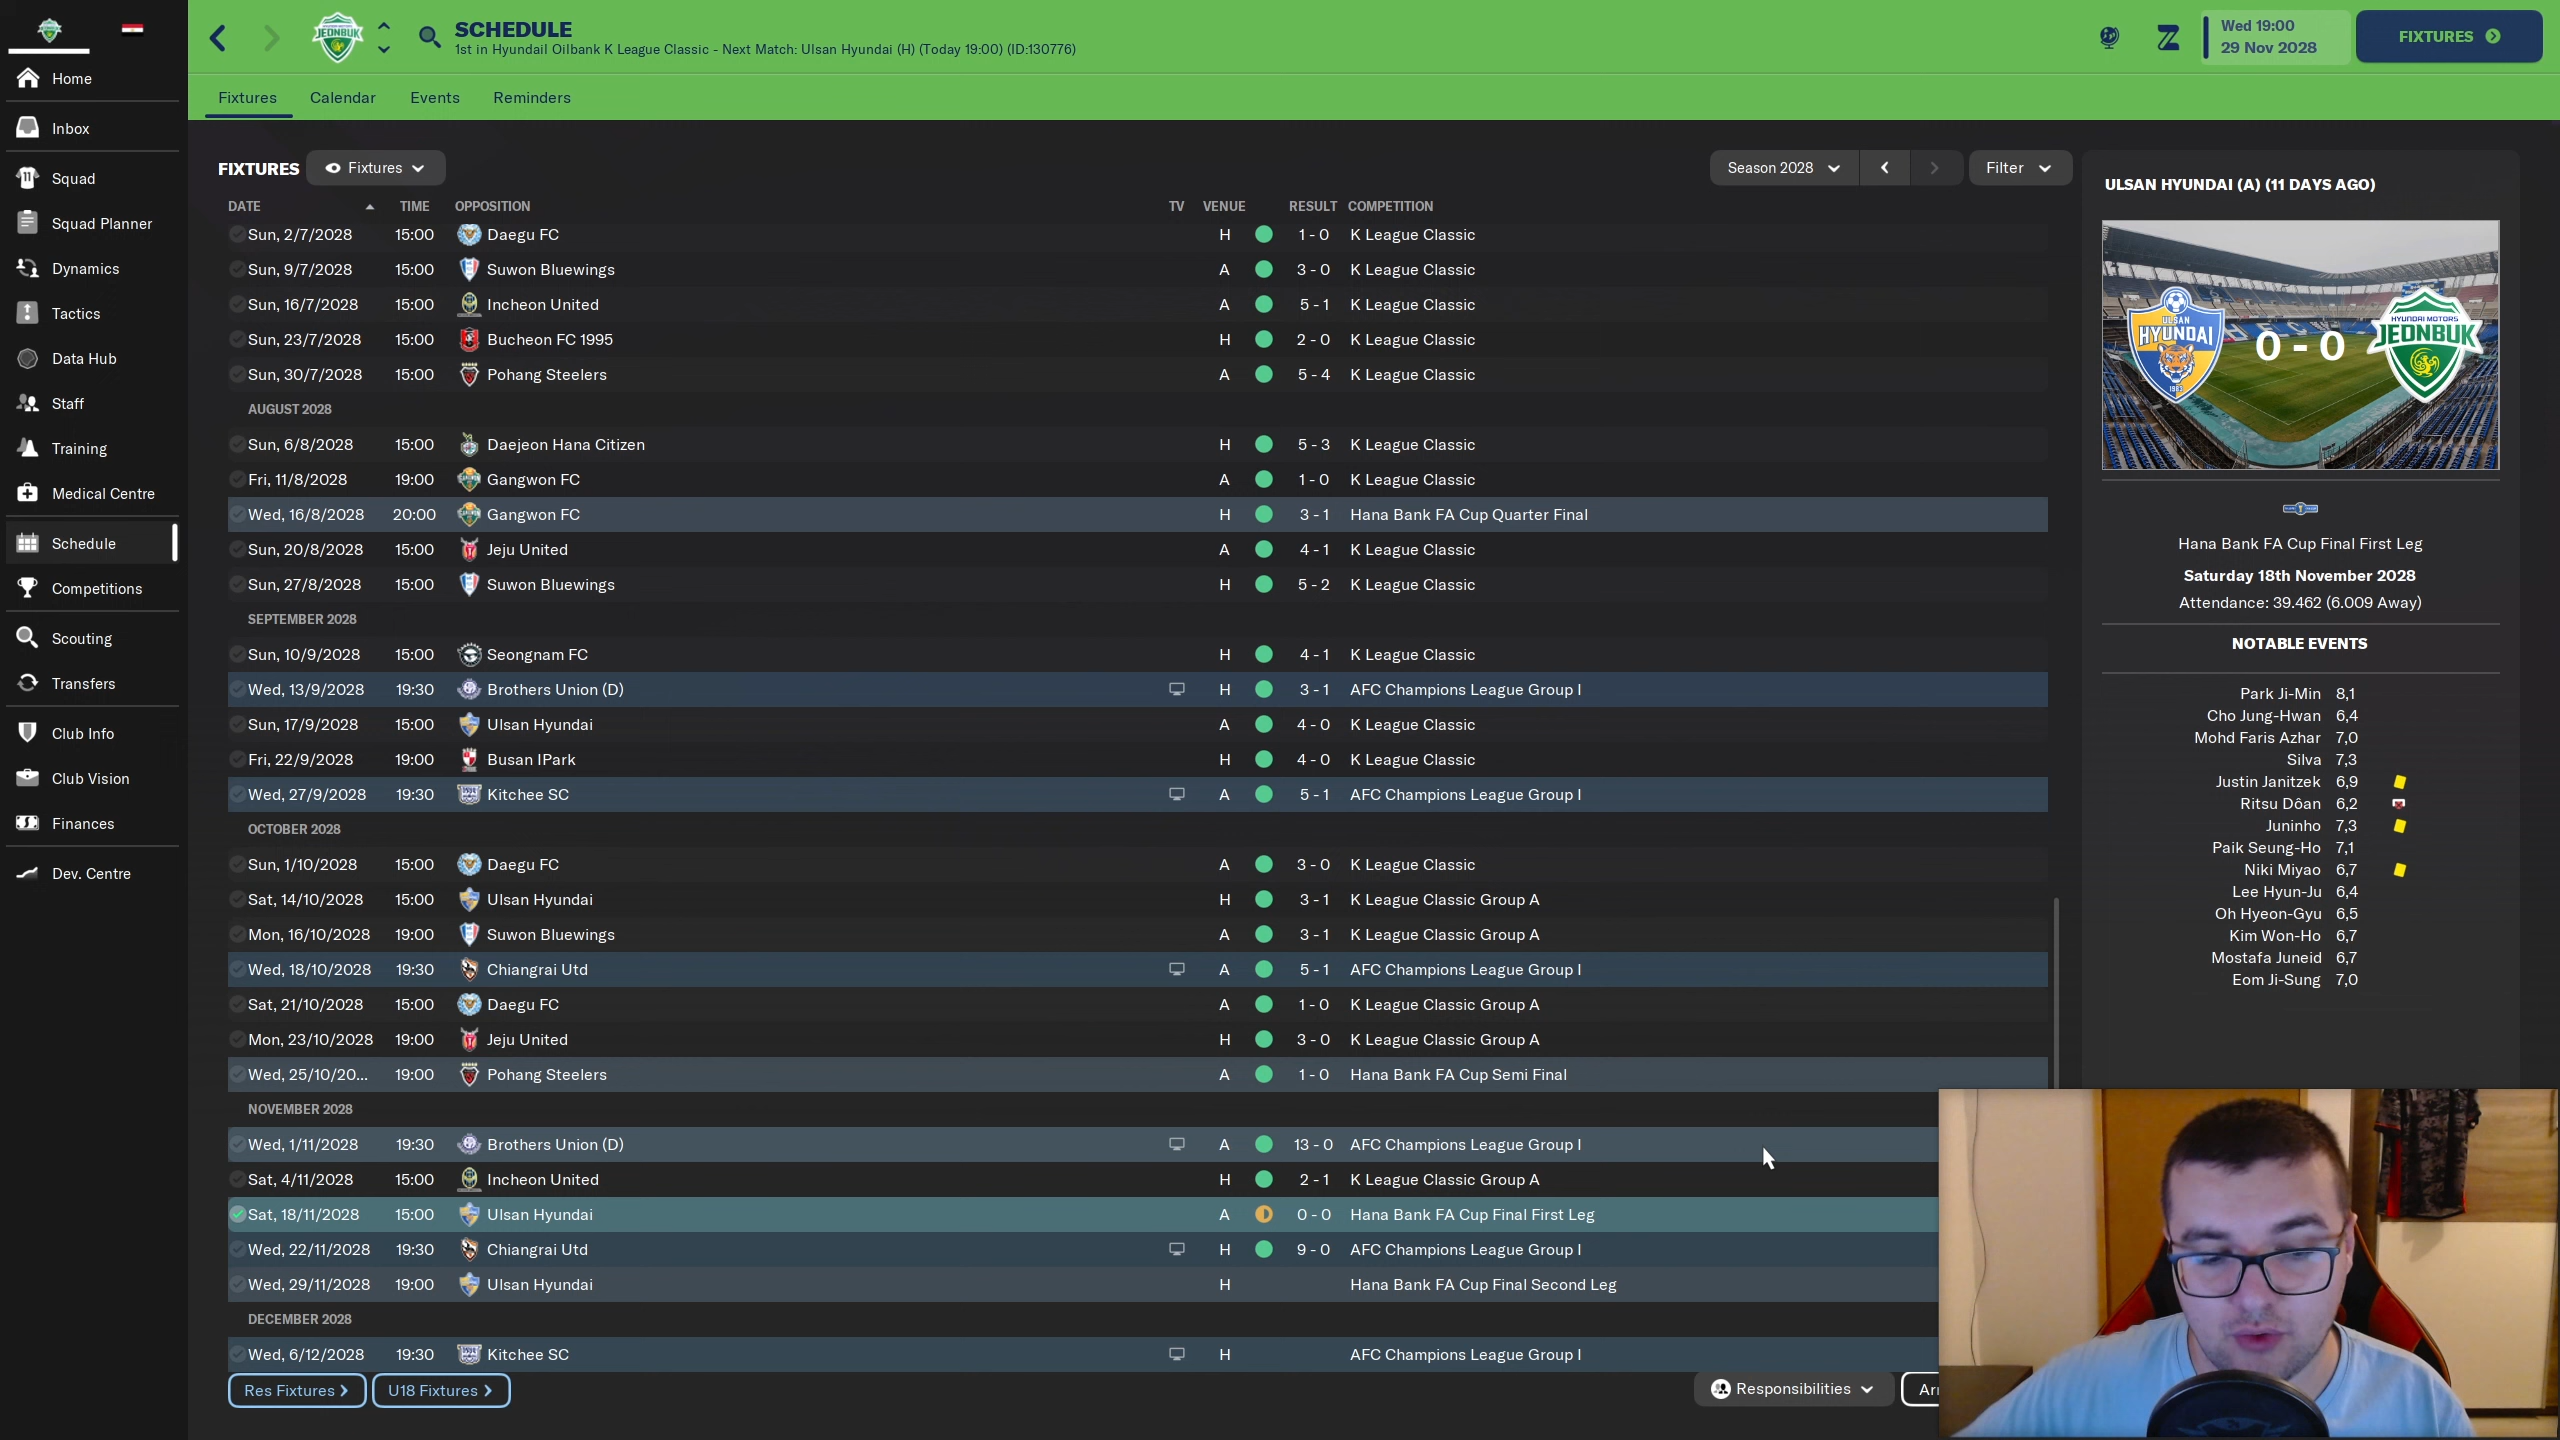 SCHEDULE
1st in Hyundail Oilbank K League Classic - Next Match: Ulsan Hyundai (H) (Today 19:00) (ID:130776)
Wed 19:00
29 Nov 2028
FIXTURES
Home
Inbox
Squad
Squad Planner
Dynamics
Tactics
Data Hub
Staff
Training
Medical Centre
Schedule
Competitions
Scouting
Transfers
Club Info
Club Vision
Finances
Dev. Centre
Fixtures Calendar Events Reminders
FIXTURES Fixtures Season 2028 Filter
DATE TIME OPPOSITION TV VENUE RESULT COMPETITION
Sun, 2/7/2028 15:00 Daegu FC H 1 - 0 K League Classic
Sun, 9/7/2028 15:00 Suwon Bluewings A 3 - 0 K League Classic
Sun, 16/7/2028 15:00 Incheon United A 5 - 1 K League Classic
Sun, 23/7/2028 15:00 Bucheon FC 1995 H 2 - 0 K League Classic
Sun, 30/7/2028 15:00 Pohang Steelers A 5 - 4 K League Classic
AUGUST 2028
Sun, 6/8/2028 15:00 Daejeon Hana Citizen H 5 - 3 K League Classic
Fri, 11/8/2028 19:00 Gangwon FC A 1 - 0 K League Classic
Wed, 16/8/2028 20:00 Gangwon FC H 3 - 1 Hana Bank FA Cup Quarter Final
Sun, 20/8/2028 15:00 Jeju United A 4 - 1 K League Classic
Sun, 27/8/2028 15:00 Suwon Bluewings H 5 - 2 K League Classic
SEPTEMBER 2028
Sun, 10/9/2028 15:00 Seongnam FC H 4 - 1 K League Classic
Wed, 13/9/2028 19:30 Brothers Union (D) H 3 - 1 AFC Champions League Group I
Sun, 17/9/2028 15:00 Ulsan Hyundai A 4 - 0 K League Classic
Fri, 22/9/2028 19:00 Busan IPark H 4 - 0 K League Classic
Wed, 27/9/2028 19:30 Kitchee SC A 5 - 1 AFC Champions League Group I
OCTOBER 2028
Sun, 1/10/2028 15:00 Daegu FC A 3 - 0 K League Classic
Sat, 14/10/2028 15:00 Ulsan Hyundai H 3 - 1 K League Classic Group A
Mon, 16/10/2028 19:00 Suwon Bluewings A 3 - 1 K League Classic Group A
Wed, 18/10/2028 19:30 Chiangrai Utd A 5 - 1 AFC Champions League Group I
Sat, 21/10/2028 15:00 Daegu FC A 1 - 0 K League Classic Group A
Mon, 23/10/2028 19:00 Jeju United H 3 - 0 K League Classic Group A
Wed, 25/10/20... 19:00 Pohang Steelers A 1 - 0 Hana Bank FA Cup Semi Final
NOVEMBER 2028
Wed, 1/11/2028 19:30 Brothers Union (D) A 13 - 0 AFC Champions League Group I
Sat, 4/11/2028 15:00 Incheon United H 2 - 1 K League Classic Group A
Sat, 18/11/2028 15:00 Ulsan Hyundai A 0 - 0 Hana Bank FA Cup Final First Leg
Wed, 22/11/2028 19:30 Chiangrai Utd H 9 - 0 AFC Champions League Group I
Wed, 29/11/2028 19:00 Ulsan Hyundai H Hana Bank FA Cup Final Second Leg
DECEMBER 2028
Wed, 6/12/2028 19:30 Kitchee SC H AFC Champions League Group I
Res Fixtures U18 Fixtures Responsibilities
ULSAN HYUNDAI (A) (11 DAYS AGO)
ULSAN
HYUNDAI
1983
0 - 0
HYUNDAI MOTORS
JEONBUK
Hana Bank FA Cup Final First Leg
Saturday 18th November 2028
Attendance: 39.462 (6.009 Away)
NOTABLE EVENTS
Park Ji-Min 8,1
Cho Jung-Hwan 6,4
Mohd Faris Azhar 7,0
Silva 7,3
Justin Janitzek 6,9
Ritsu Dôan 6,2
Juninho 7,3
Paik Seung-Ho 7,1
Niki Miyao 6,7
Lee Hyun-Ju 6,4
Oh Hyeon-Gyu 6,5
Kim Won-Ho 6,7
Mostafa Juneid 6,7
Eom Ji-Sung 7,0